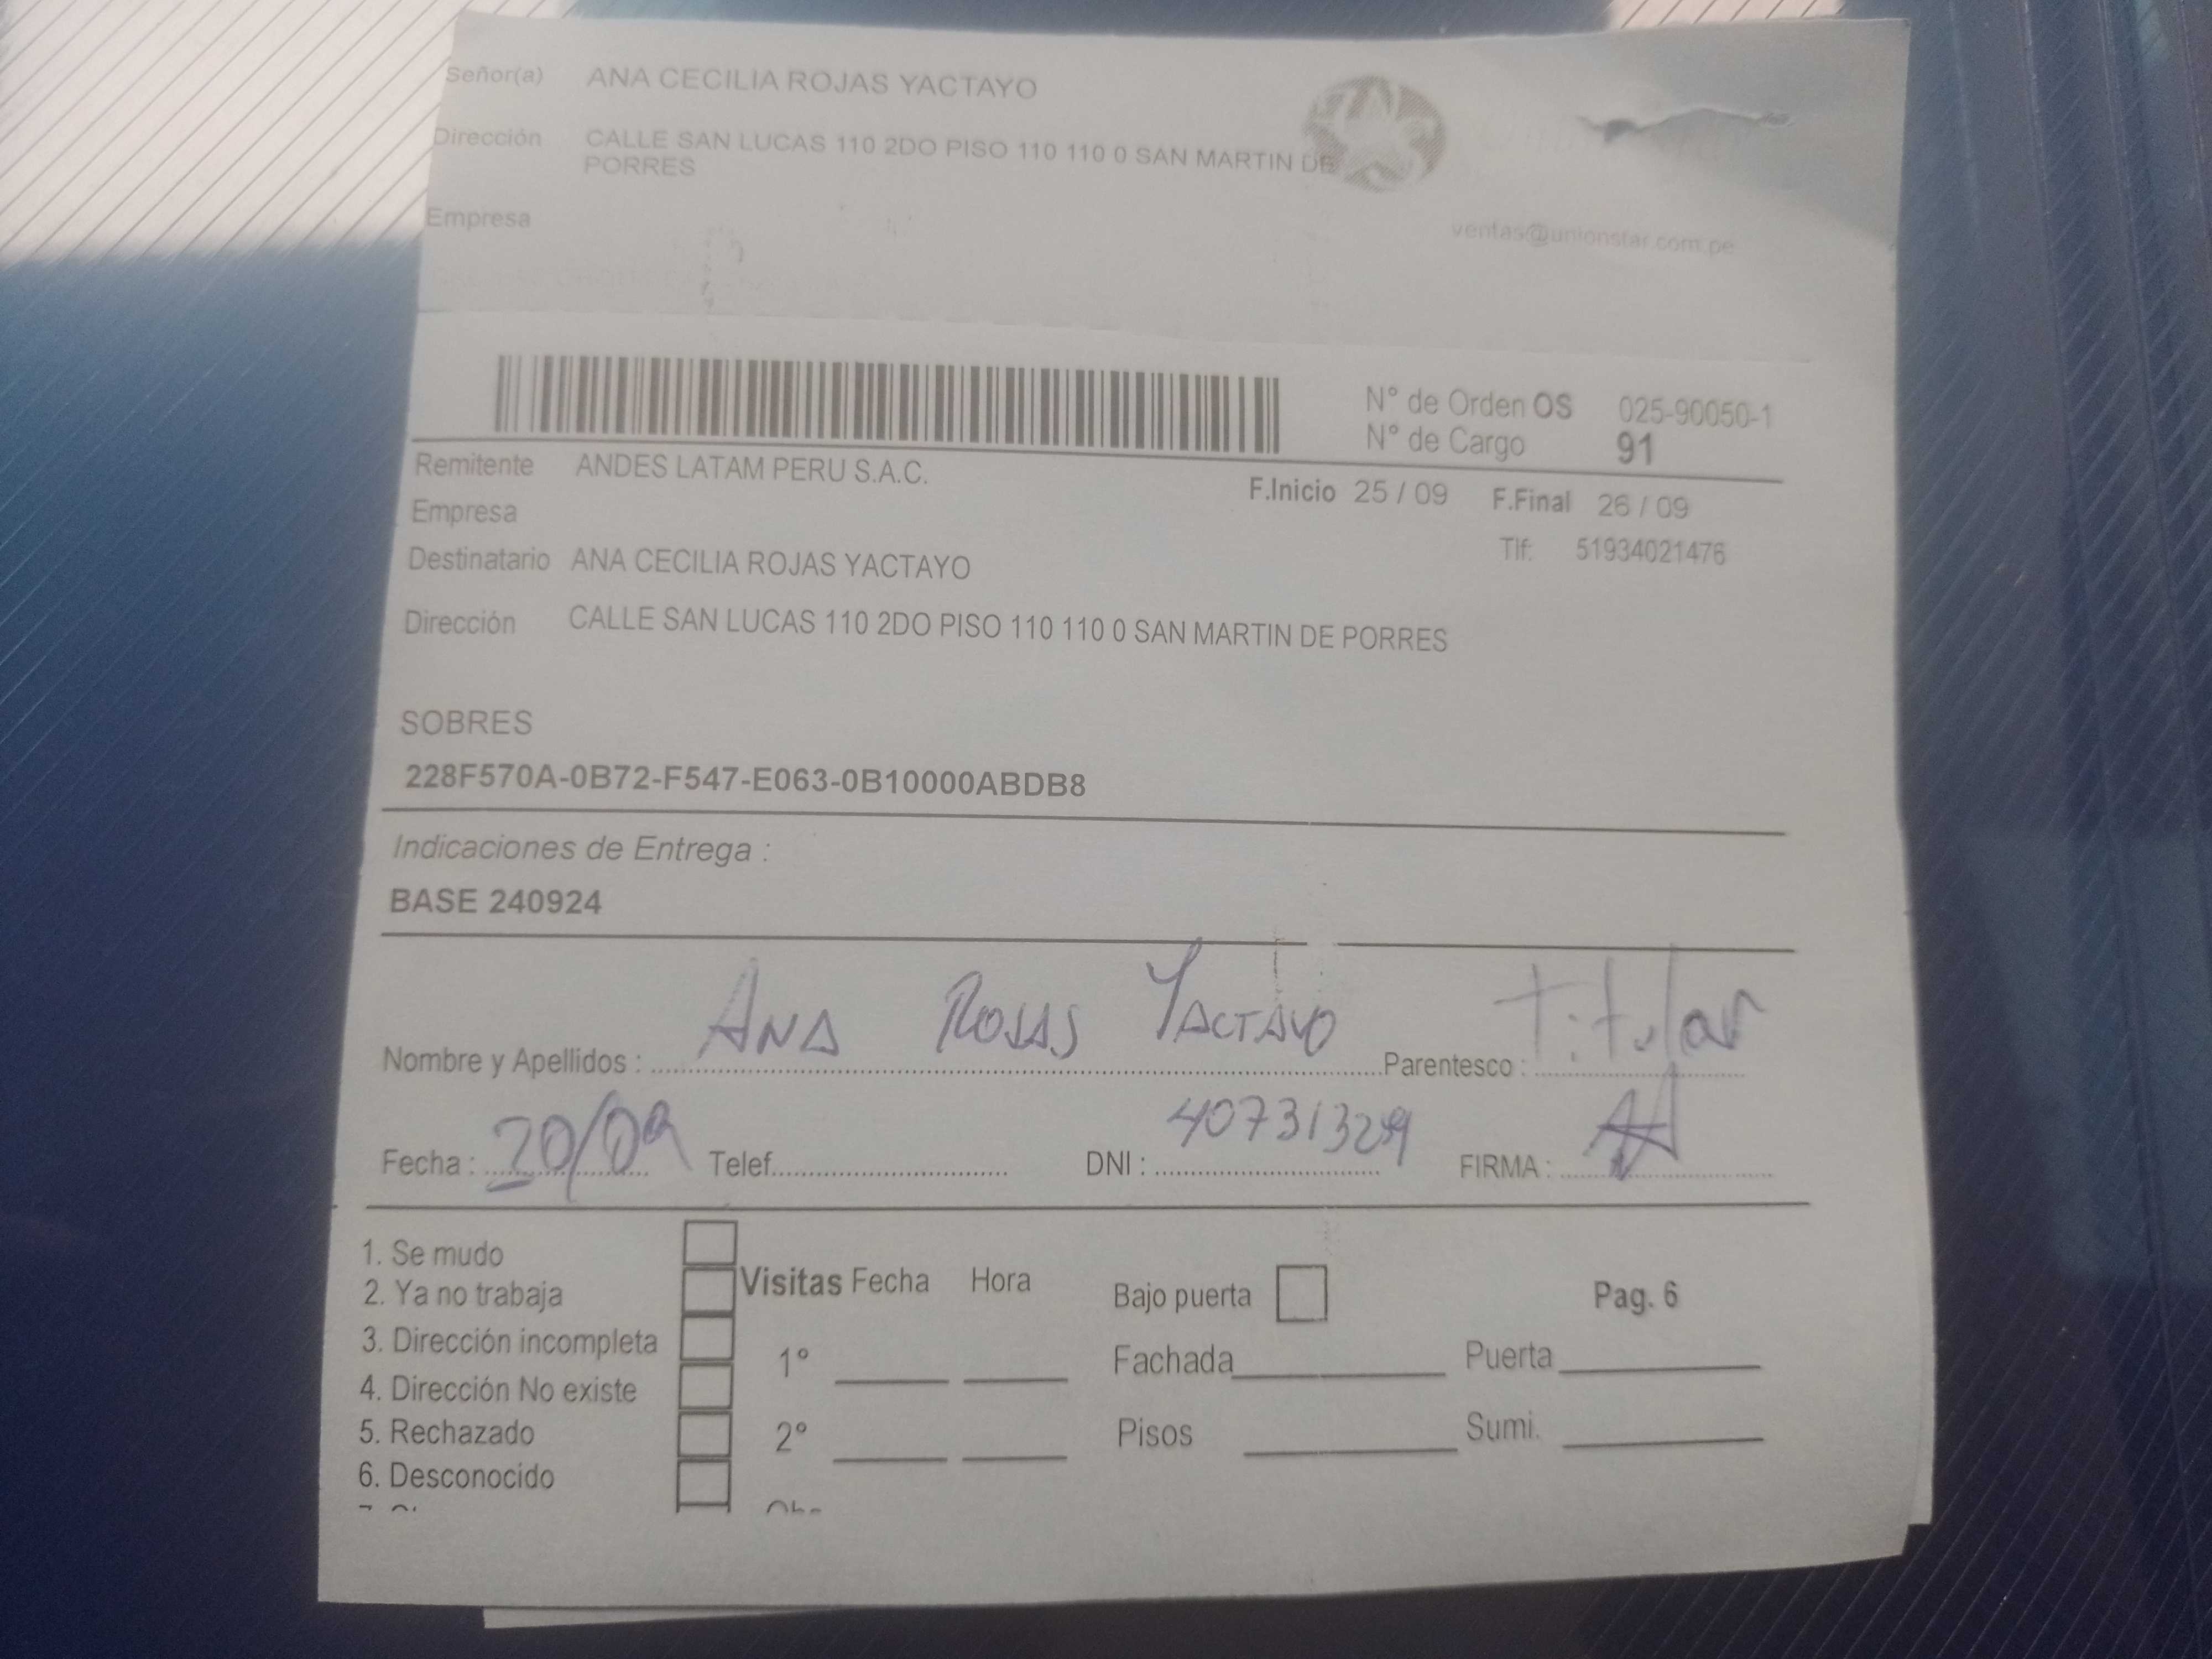 Señor(a) ANA CECILIA ROJAS YACTAYO
Dirección CALLE SAN LUCAS 110 2DO PISO 110 110 0 SAN MARTIN DE
PORRES
Empresa
ventas@unionstar.com.pe
N° de Orden OS 025-90050-1
N° de Cargo 91
Remitente ANDES LATAM PERU S.A.C.
F.Inicio 25 / 09 F.Final 26 / 09
Empresa
Tlf: 51934021476
Destinatario ANA CECILIA ROJAS YACTAYO
Dirección CALLE SAN LUCAS 110 2DO PISO 110 110 0 SAN MARTIN DE PORRES
SOBRES
228F570A-0B72-F547-E063-0B10000ABDB8
Indicaciones de Entrega :
BASE 240924
Nombre y Apellidos : ANA ROJAS YACTAYO Parentesco : titular
Fecha : 20/09 Telef. DNI : 40731329 FIRMA :
1. Se mudo
2. Ya no trabaja
3. Dirección incompleta
4. Dirección No existe
5. Rechazado
6. Desconocido
Visitas Fecha Hora
1°
2°
Bajo puerta Pag. 6
Fachada Puerta
Pisos Sumi.